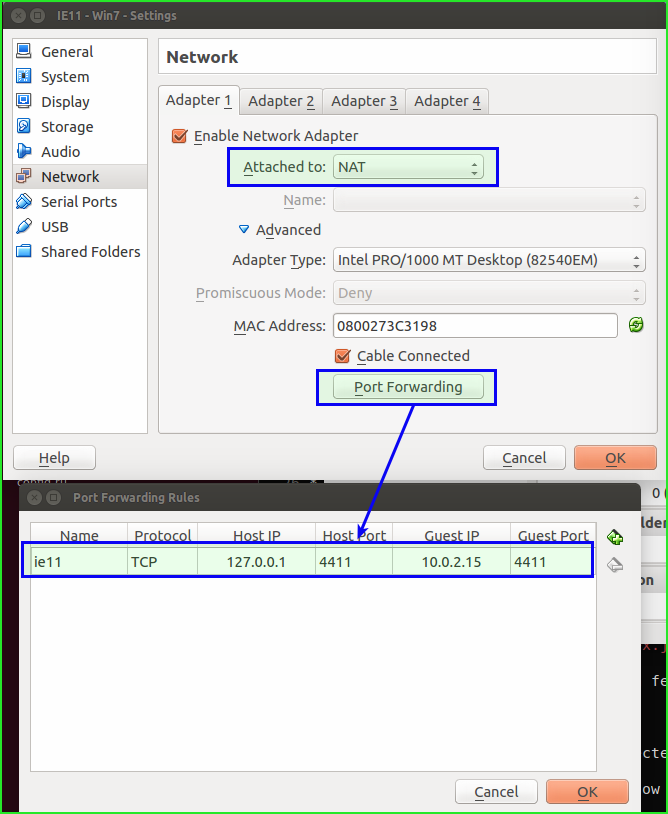 IE11 - Win7 - Settings
General
System
Display
Storage
Audio
Network
Serial Ports
USB
Shared Folders
Network
Adapter 1 Adapter 2 Adapter 3 Adapter 4
Enable Network Adapter
Attached to: NAT
Name:
Advanced
Adapter Type: Intel PRO/1000 MT Desktop (82540EM)
Promiscuous Mode: Deny
MAC Address: 0800273C3198
Cable Connected
Port Forwarding
Help Cancel OK
Port Forwarding Rules
Name Protocol Host IP Host Port Guest IP Guest Port
ie11 TCP 127.0.0.1 4411 10.0.2.15 4411
Cancel OK